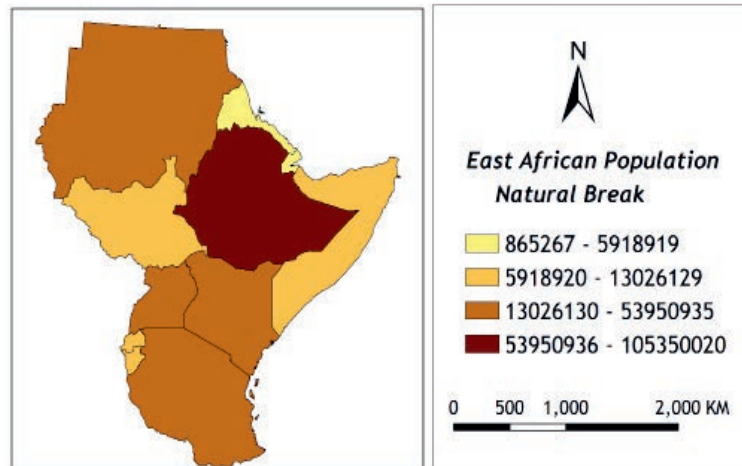 N
East African Population
Natural Break
865267 - 5918919
5918920 - 13026129
13026130 - 53950935
53950936 - 105350020
0 500 1,000 2,000 KM